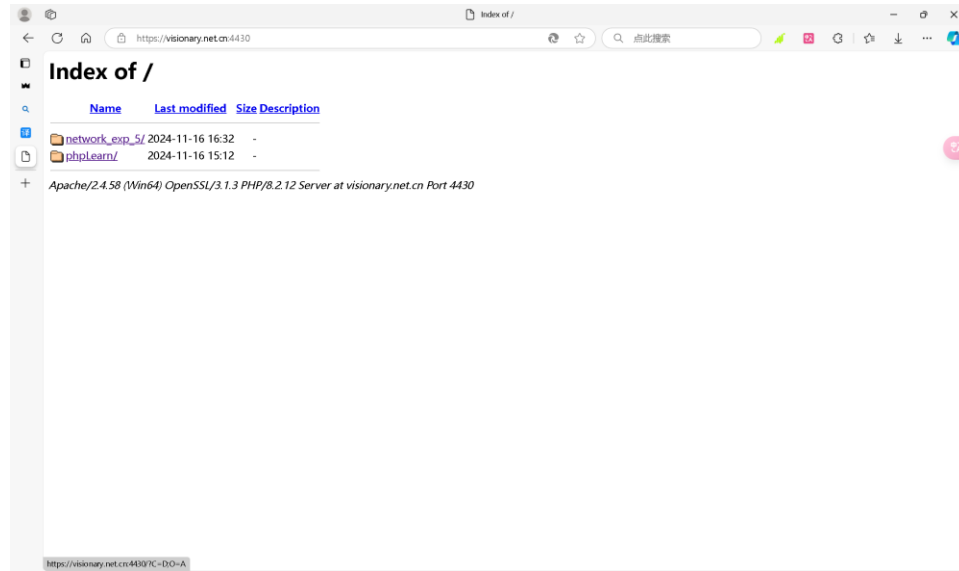 Index of /
https://visionary.net.cn:4430
点此搜索
Index of /
Name Last modified Size Description
network_exp_5/ 2024-11-16 16:32 -
phpLearn/ 2024-11-16 15:12 -
Apache/2.4.58 (Win64) OpenSSL/3.1.3 PHP/8.2.12 Server at visionary.net.cn Port 4430
https://visionary.net.cn:4430/?C=D;O=A